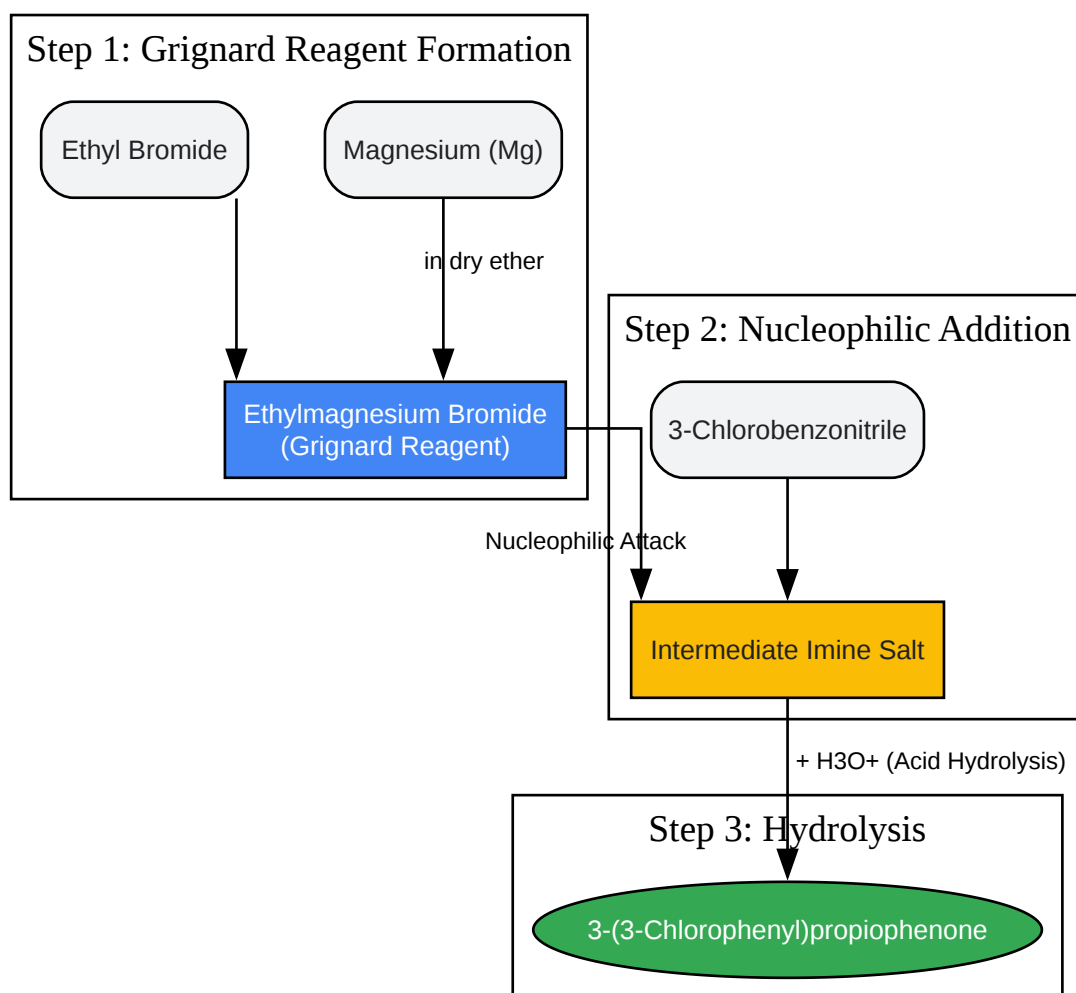 Step 1: Grignard Reagent Formation
Ethyl Bromide
Magnesium (Mg)
in dry ether
Ethylmagnesium Bromide
(Grignard Reagent)
Step 2: Nucleophilic Addition
3-Chlorobenzonitrile
Nucleophilic Attack
Intermediate Imine Salt
+ H3O+ (Acid Hydrolysis)
Step 3: Hydrolysis
3-(3-Chlorophenyl)propiophenone